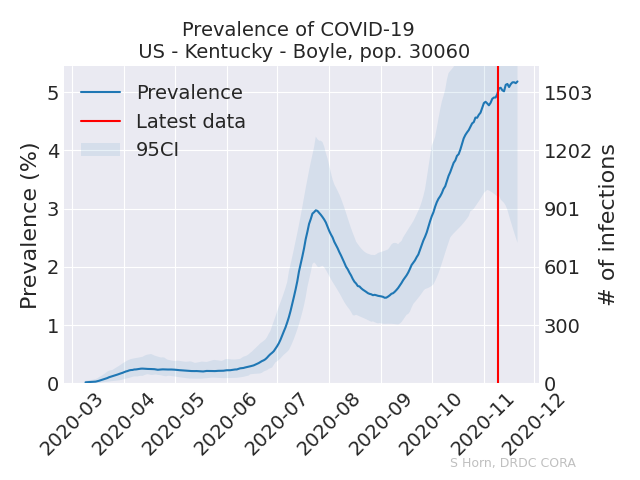 Prevalence of COVID-19
US - Kentucky - Boyle, pop. 30060
Prevalence
Latest data
95CI
Prevalence (%)
5
4
3
2
1
0
1503
1202
901
601
300
0
# of infections
2020-03
2020-04
2020-05
2020-06
2020-07
2020-08
2020-09
2020-10
2020-11
2020-12
S Horn, DRDC CORA